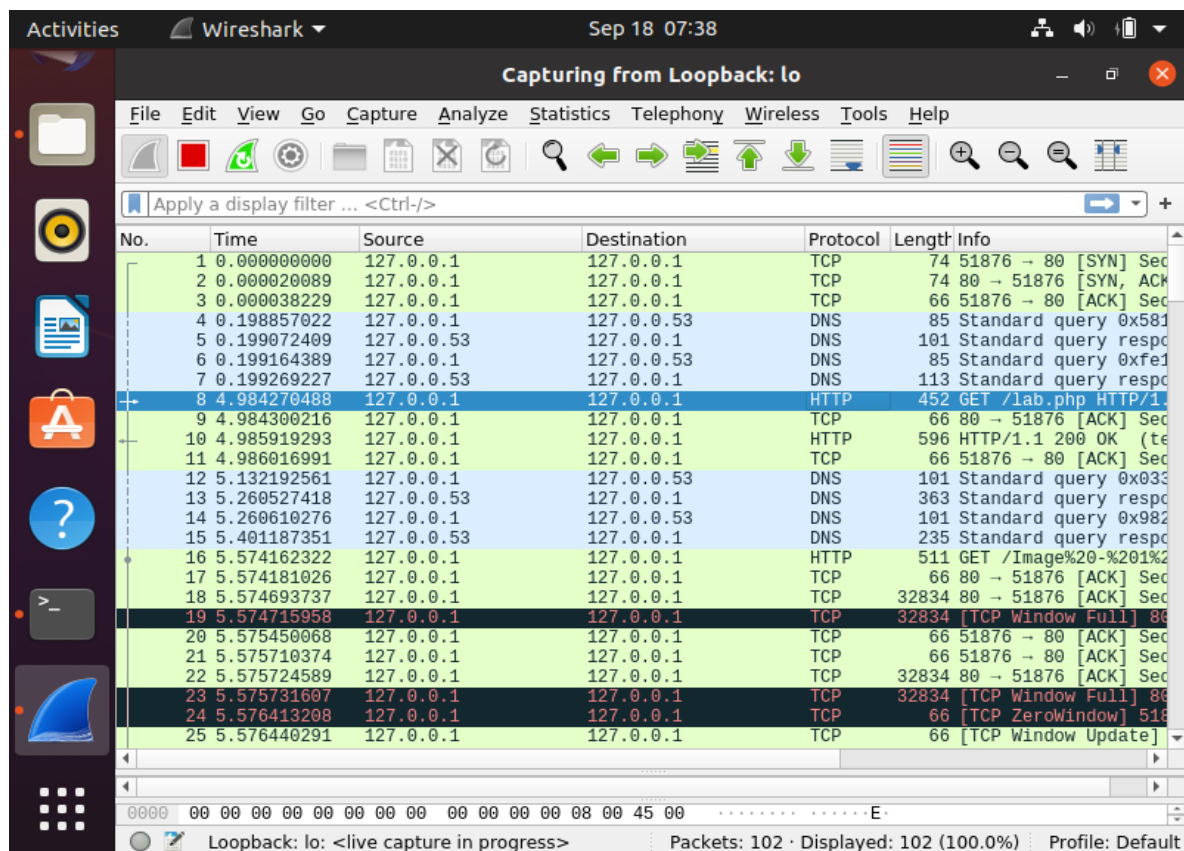 Activities Wireshark Sep 18 07:38
Capturing from Loopback: lo
File Edit View Go Capture Analyze Statistics Telephony Wireless Tools Help
Apply a display filter ... <Ctrl-/> +
No. Time Source Destination Protocol Length Info
1 0.000000000 127.0.0.1 127.0.0.1 TCP 74 51876 → 80 [SYN] Sec
2 0.000020089 127.0.0.1 127.0.0.1 TCP 74 80 → 51876 [SYN, ACK
3 0.000038229 127.0.0.1 127.0.0.1 TCP 66 51876 → 80 [ACK] Sec
4 0.198857022 127.0.0.1 127.0.0.53 DNS 85 Standard query 0x581
5 0.199072409 127.0.0.53 127.0.0.1 DNS 101 Standard query respo
6 0.199164389 127.0.0.1 127.0.0.53 DNS 85 Standard query 0xfe1
7 0.199269227 127.0.0.53 127.0.0.1 DNS 113 Standard query respo
8 4.984270488 127.0.0.1 127.0.0.1 HTTP 452 GET /lab.php HTTP/1.
9 4.984300216 127.0.0.1 127.0.0.1 TCP 66 80 → 51876 [ACK] Sec
10 4.985919293 127.0.0.1 127.0.0.1 HTTP 596 HTTP/1.1 200 OK (te
11 4.986016991 127.0.0.1 127.0.0.1 TCP 66 51876 → 80 [ACK] Sec
12 5.132192561 127.0.0.1 127.0.0.53 DNS 101 Standard query 0x033
13 5.260527418 127.0.0.53 127.0.0.1 DNS 363 Standard query respo
14 5.260610276 127.0.0.1 127.0.0.53 DNS 101 Standard query 0x982
15 5.401187351 127.0.0.53 127.0.0.1 DNS 235 Standard query respo
16 5.574162322 127.0.0.1 127.0.0.1 HTTP 511 GET /Image%20-%201%2
17 5.574181026 127.0.0.1 127.0.0.1 TCP 66 80 → 51876 [ACK] Sec
18 5.574693737 127.0.0.1 127.0.0.1 TCP 32834 80 → 51876 [ACK] Sec
19 5.574715958 127.0.0.1 127.0.0.1 TCP 32834 [TCP Window Full] 80
20 5.575450068 127.0.0.1 127.0.0.1 TCP 66 51876 → 80 [ACK] Sec
21 5.575710374 127.0.0.1 127.0.0.1 TCP 66 51876 → 80 [ACK] Sec
22 5.575724589 127.0.0.1 127.0.0.1 TCP 32834 80 → 51876 [ACK] Sec
23 5.575731607 127.0.0.1 127.0.0.1 TCP 32834 [TCP Window Full] 80
24 5.576413208 127.0.0.1 127.0.0.1 TCP 66 [TCP ZeroWindow] 518
25 5.576440291 127.0.0.1 127.0.0.1 TCP 66 [TCP Window Update]
0000 00 00 00 00 00 00 00 00 00 00 00 00 08 00 45 00 ········ ······E·
Loopback: lo: <live capture in progress> Packets: 102 · Displayed: 102 (100.0%) Profile: Default